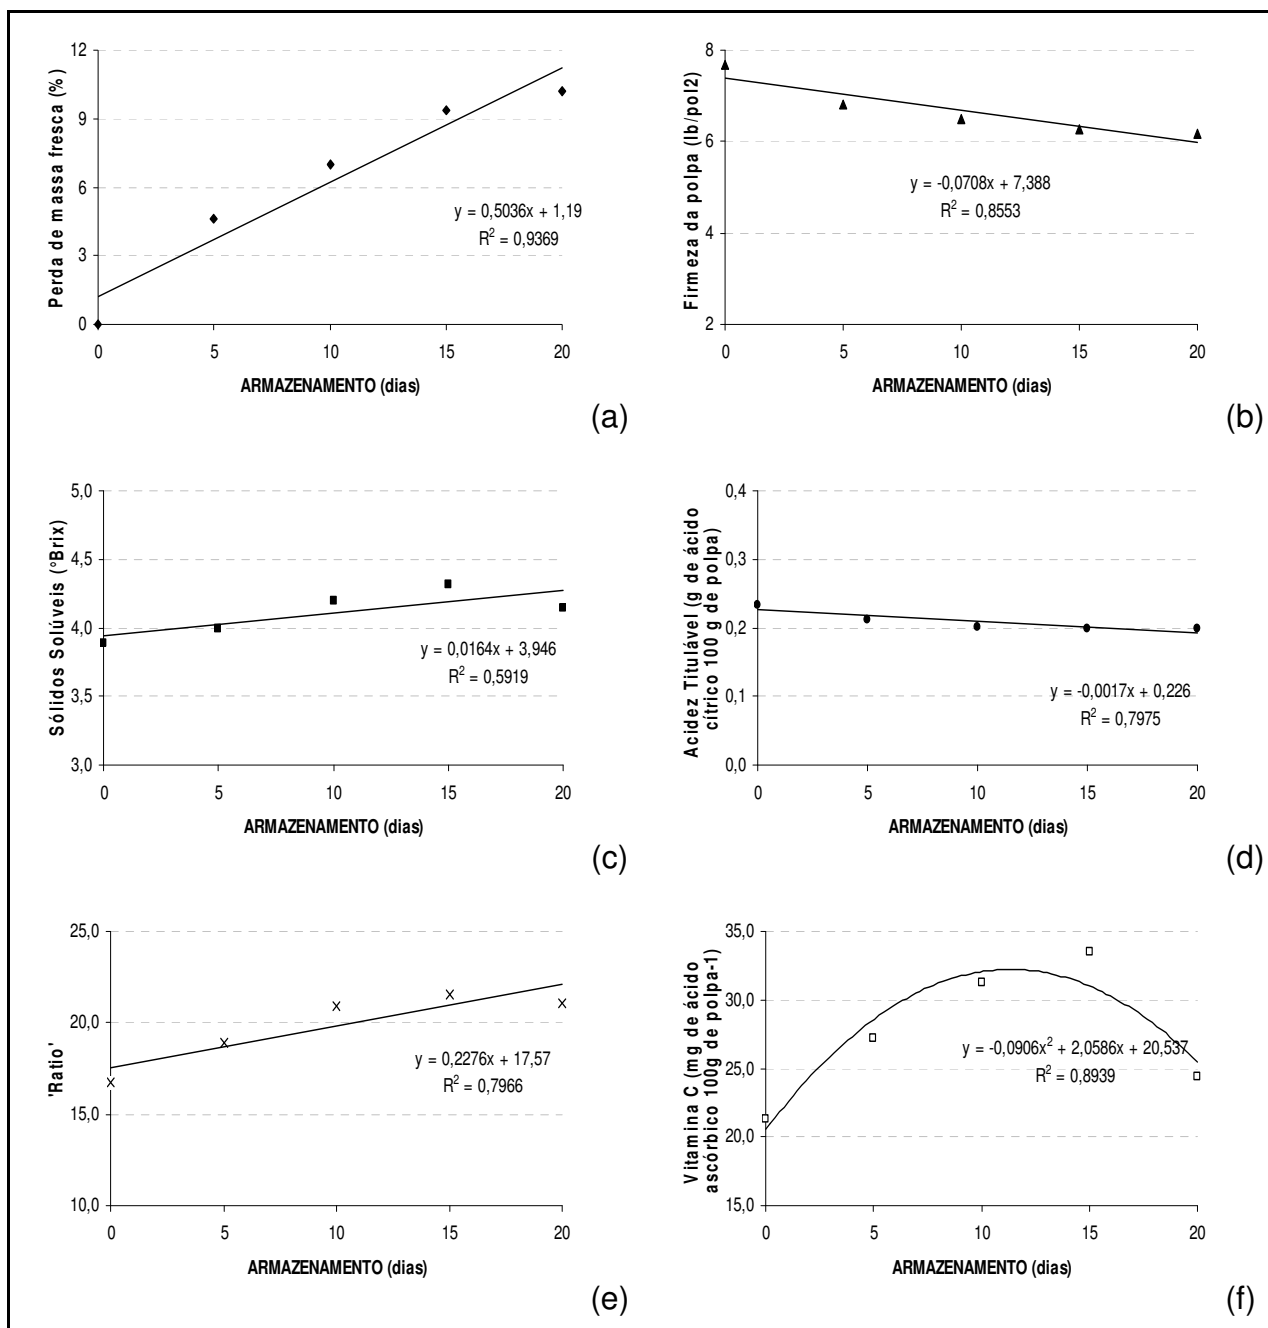 Perda de massa fresca (%)
12
9
6
3
0
0 5 10 15 20
y = 0,5036x + 1,19
R² = 0,9369
ARMAZENAMENTO (dias)
(a)
Firmeza da polpa (lb/pol2)
8
6
4
2
0 5 10 15 20
y = -0,0708x + 7,388
R² = 0,8553
ARMAZENAMENTO (dias)
(b)
Sólidos Solúveis (ºBrix)
5,0
4,5
4,0
3,5
3,0
0 5 10 15 20
y = 0,0164x + 3,946
R² = 0,5919
ARMAZENAMENTO (dias)
(c)
Acidez Titulável (g de ácido
cítrico 100 g de polpa)
0,4
0,3
0,2
0,1
0,0
0 5 10 15 20
y = -0,0017x + 0,226
R² = 0,7975
ARMAZENAMENTO (dias)
(d)
'Ratio'
25,0
20,0
15,0
10,0
0 5 10 15 20
y = 0,2276x + 17,57
R² = 0,7966
ARMAZENAMENTO (dias)
(e)
Vitamina C (mg de ácido
ascórbico 100g de polpa-1)
35,0
30,0
25,0
20,0
15,0
0 5 10 15 20
y = -0,0906x² + 2,0586x + 20,537
R² = 0,8939
ARMAZENAMENTO (dias)
(f)